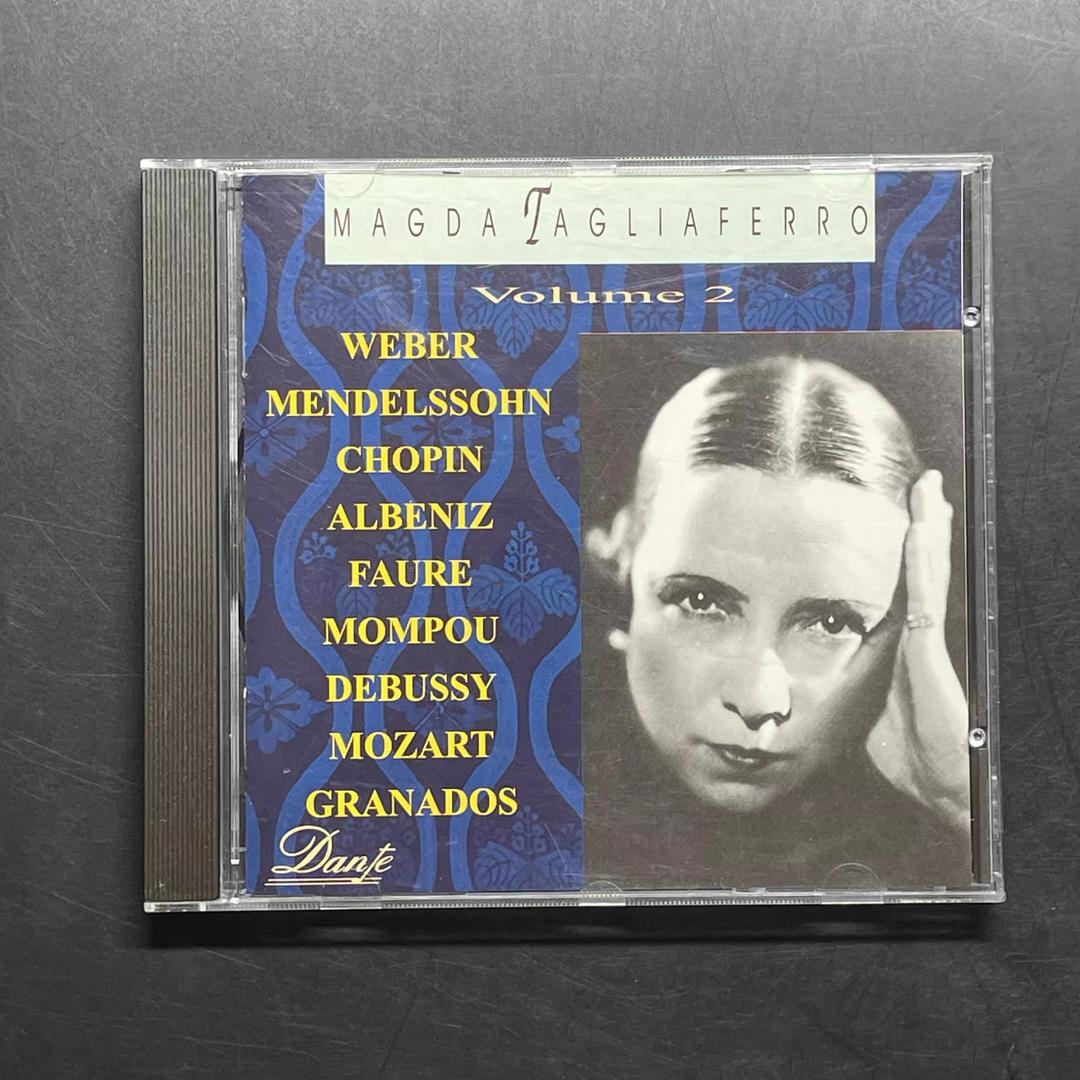 MAGDA TAGLIAFERRO
Volume 2
WEBER
MENDELSSOHN
CHOPIN
ALBENIZ
FAURE
MOMPOU
DEBUSSY
MOZART
GRANADOS
Dante